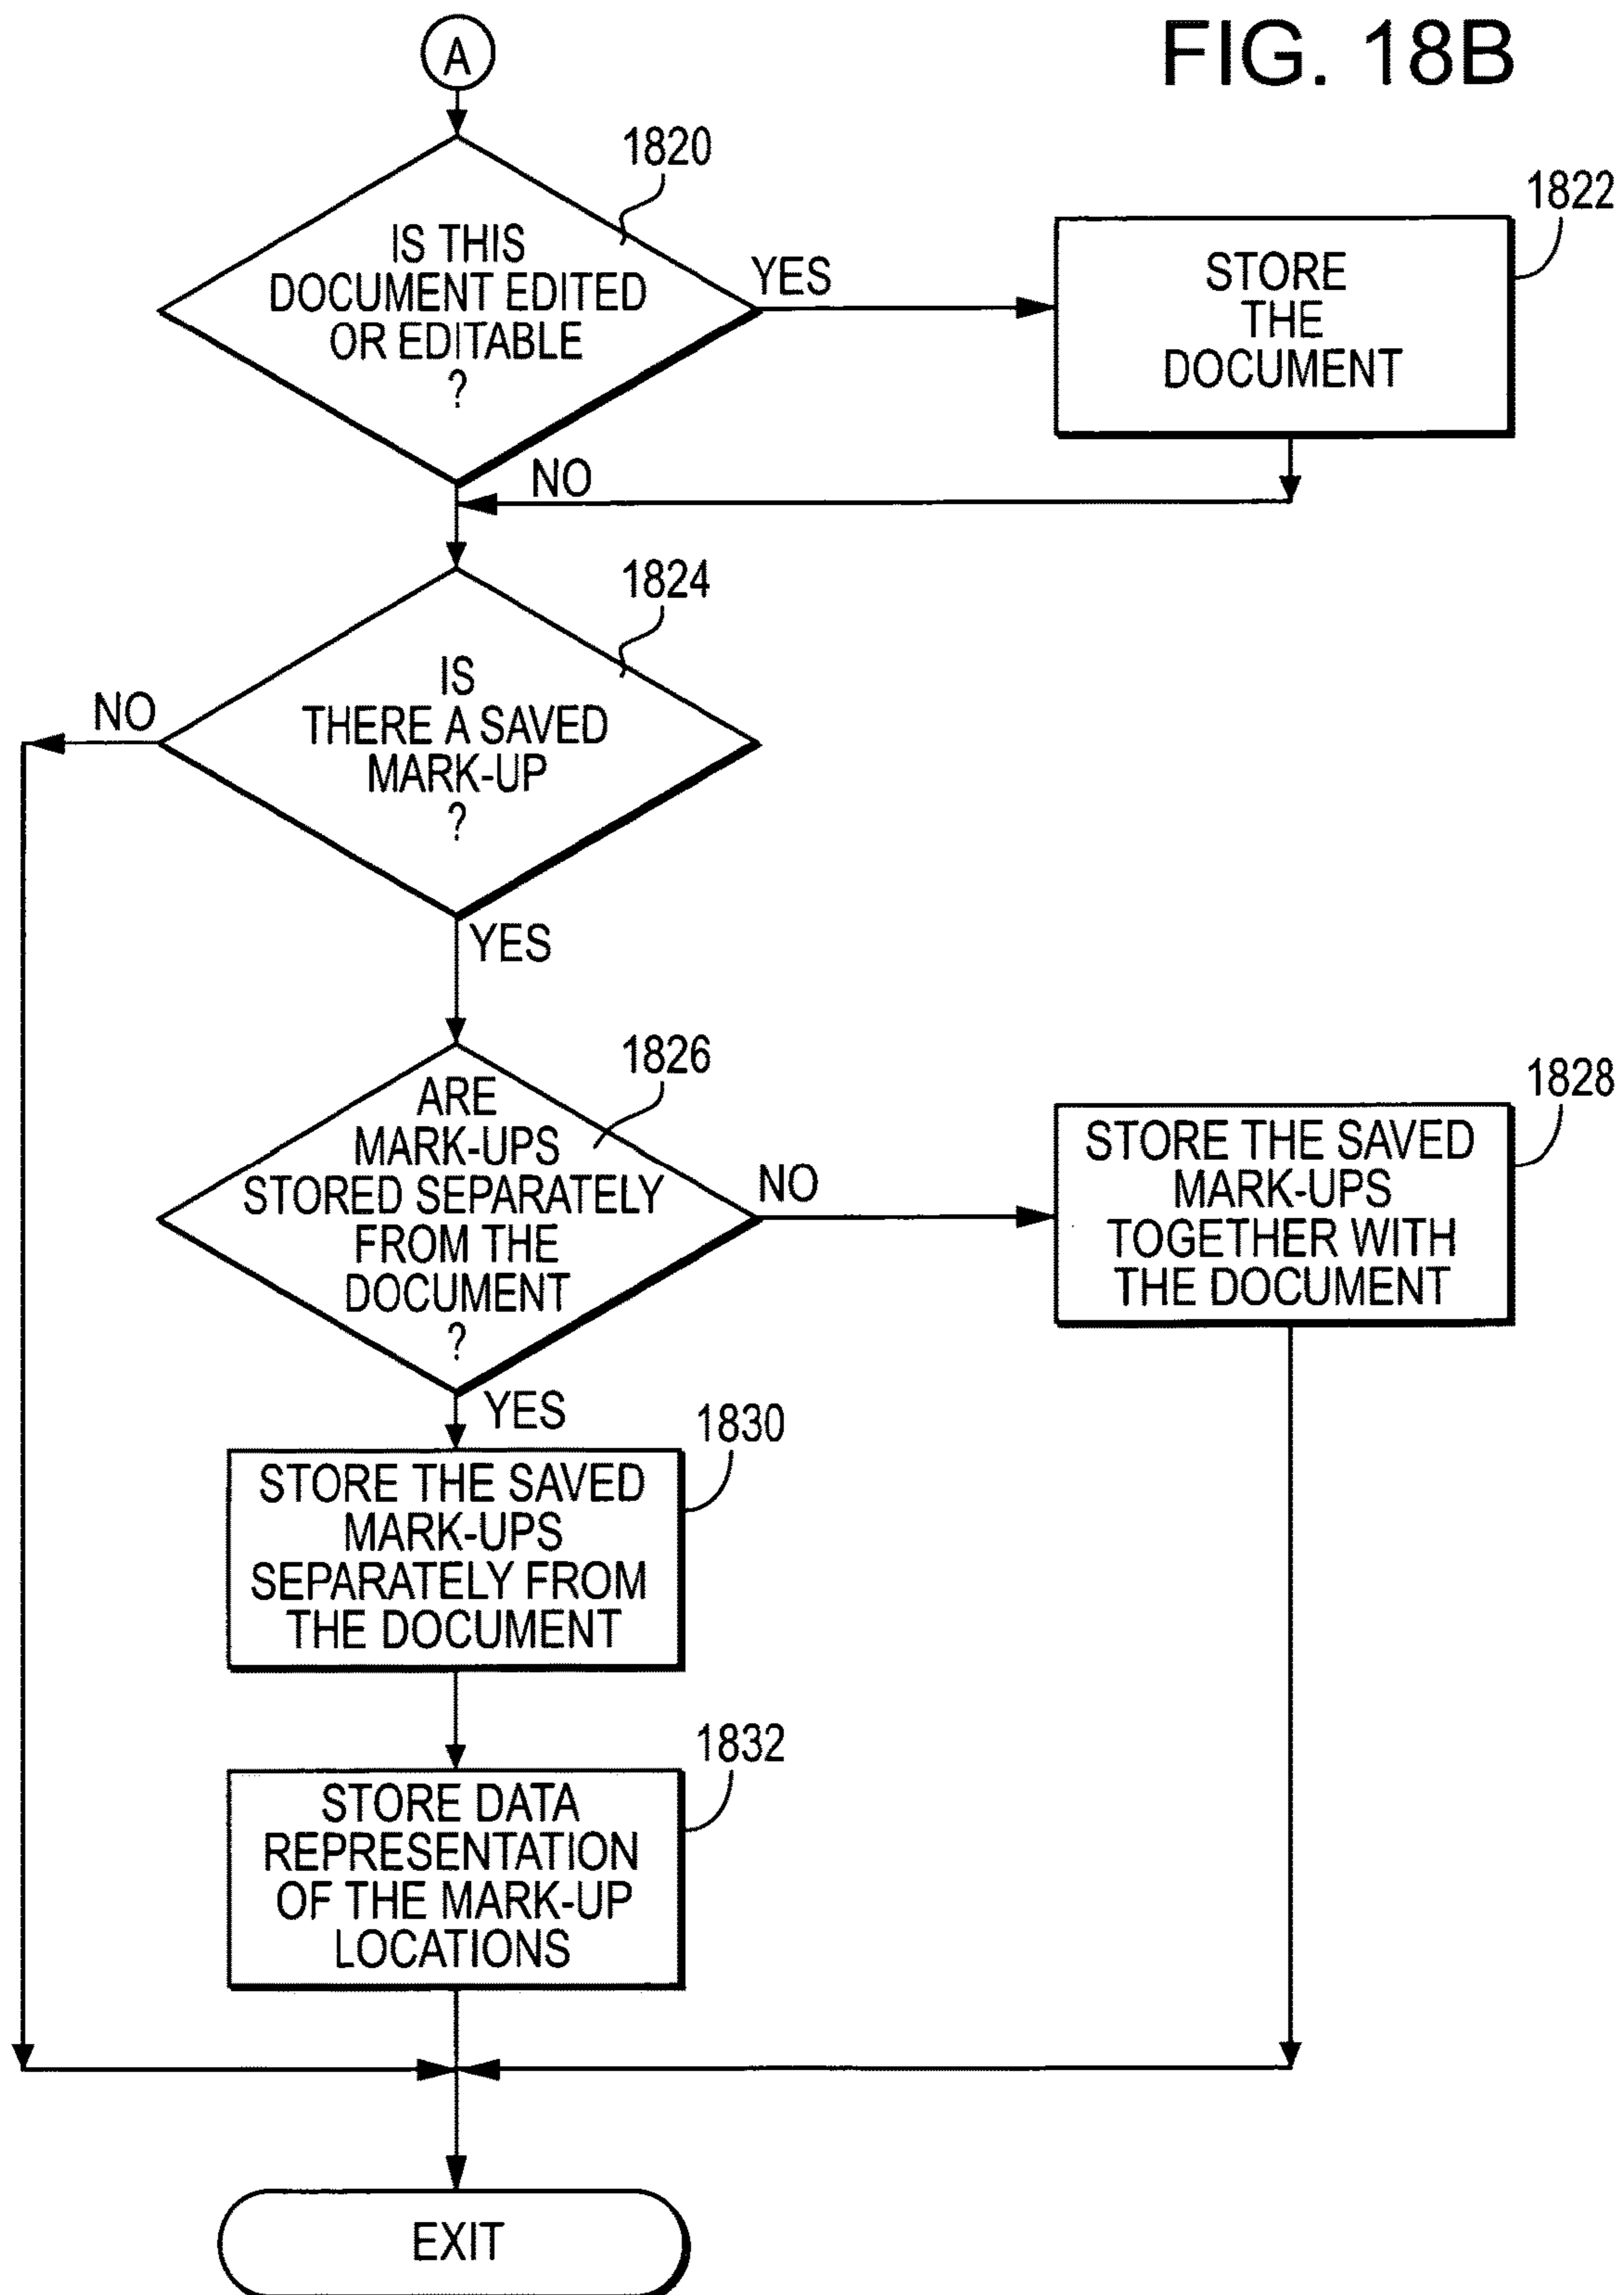 FIG. 18B
A
1820
IS THIS
DOCUMENT EDITED
OR EDITABLE
?
YES
1822
STORE
THE
DOCUMENT
NO
1824
IS
THERE A SAVED
MARK-UP
?
NO
YES
1826
ARE
MARK-UPS
STORED SEPARATELY
FROM THE
DOCUMENT
?
NO
1828
STORE THE SAVED
MARK-UPS
TOGETHER WITH
THE DOCUMENT
YES
1830
STORE THE SAVED
MARK-UPS
SEPARATELY FROM
THE DOCUMENT
1832
STORE DATA
REPRESENTATION
OF THE MARK-UP
LOCATIONS
EXIT